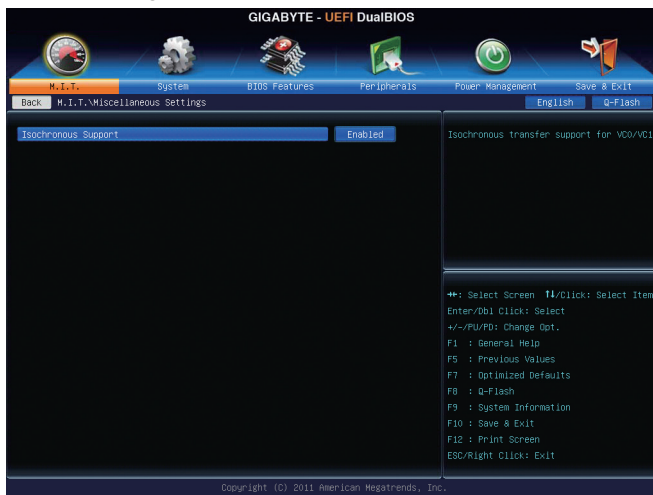 GIGABYTE - UEFI DualBIOS
M.I.T. System BIOS Features Peripherals Power Management Save & Exit
Back M.I.T.\Miscellaneous Settings English Q-Flash
Isochronous Support Enabled
Isochronous transfer support for VC0/VC1
→←: Select Screen ↑↓/Click: Select Item
Enter/Dbl Click: Select
+/-/PU/PD: Change Opt.
F1 : General Help
F5 : Previous Values
F7 : Optimized Defaults
F8 : Q-Flash
F9 : System Information
F10 : Save & Exit
F12 : Print Screen
ESC/Right Click: Exit
Copyright (C) 2011 American Megatrends, Inc.